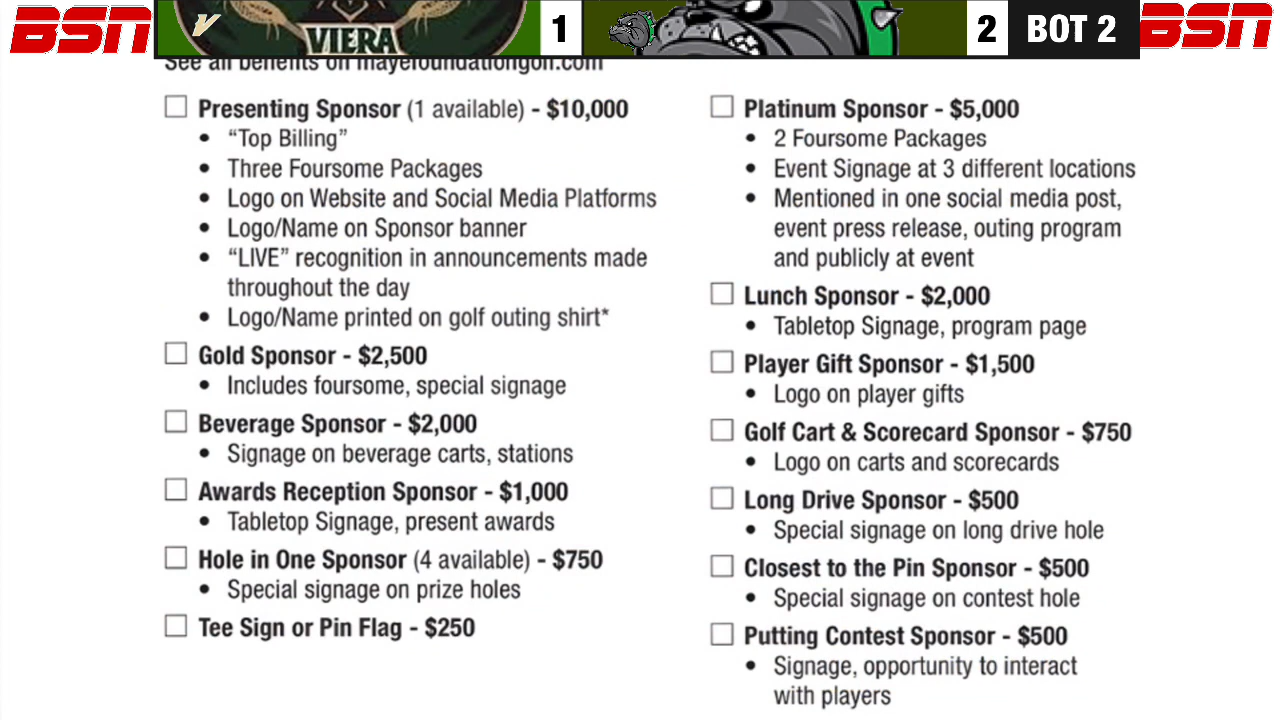 BSN
V
VIERA
1
2
BOT 2
BSN
See all benefits on mayefoundationgolf.com
Presenting Sponsor (1 available) - $10,000
• “Top Billing”
• Three Foursome Packages
• Logo on Website and Social Media Platforms
• Logo/Name on Sponsor banner
• “LIVE” recognition in announcements made
throughout the day
• Logo/Name printed on golf outing shirt*
Gold Sponsor - $2,500
• Includes foursome, special signage
Beverage Sponsor - $2,000
• Signage on beverage carts, stations
Awards Reception Sponsor - $1,000
• Tabletop Signage, present awards
Hole in One Sponsor (4 available) - $750
• Special signage on prize holes
Tee Sign or Pin Flag - $250
Platinum Sponsor - $5,000
• 2 Foursome Packages
• Event Signage at 3 different locations
• Mentioned in one social media post,
event press release, outing program
and publicly at event
Lunch Sponsor - $2,000
• Tabletop Signage, program page
Player Gift Sponsor - $1,500
• Logo on player gifts
Golf Cart & Scorecard Sponsor - $750
• Logo on carts and scorecards
Long Drive Sponsor - $500
• Special signage on long drive hole
Closest to the Pin Sponsor - $500
• Special signage on contest hole
Putting Contest Sponsor - $500
• Signage, opportunity to interact
with players